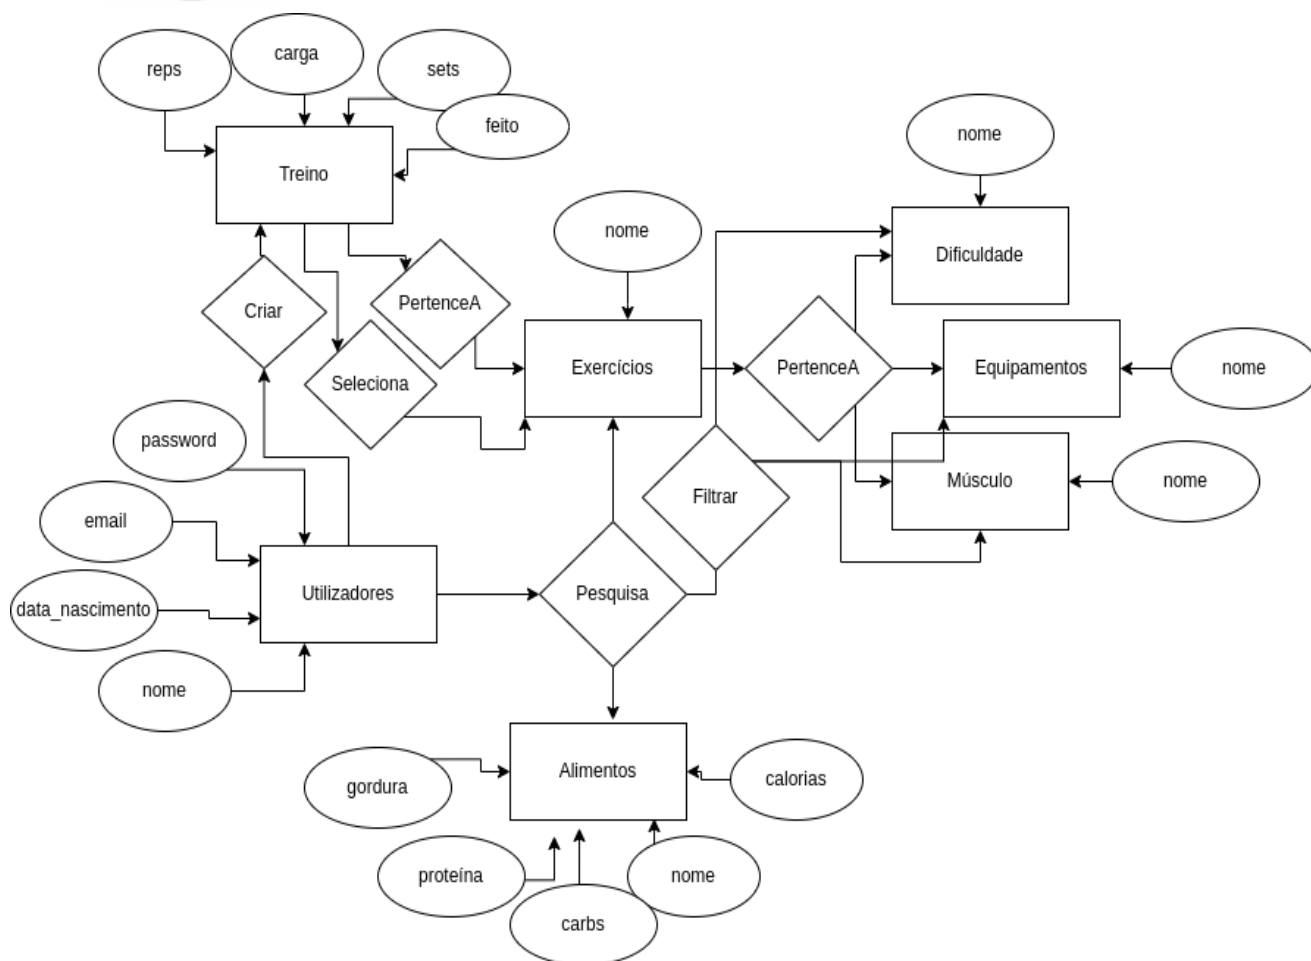 carga
sets
reps
feito
nome
Treino
nome
Dificuldade
PertenceA
Criar
nome
Exercícios
PertenceA
Equipamentos
nome
Seleciona
password
Músculo
nome
Filtrar
email
Utilizadores
Pesquisa
data_nascimento
nome
Alimentos
calorias
gordura
proteína
nome
carbs